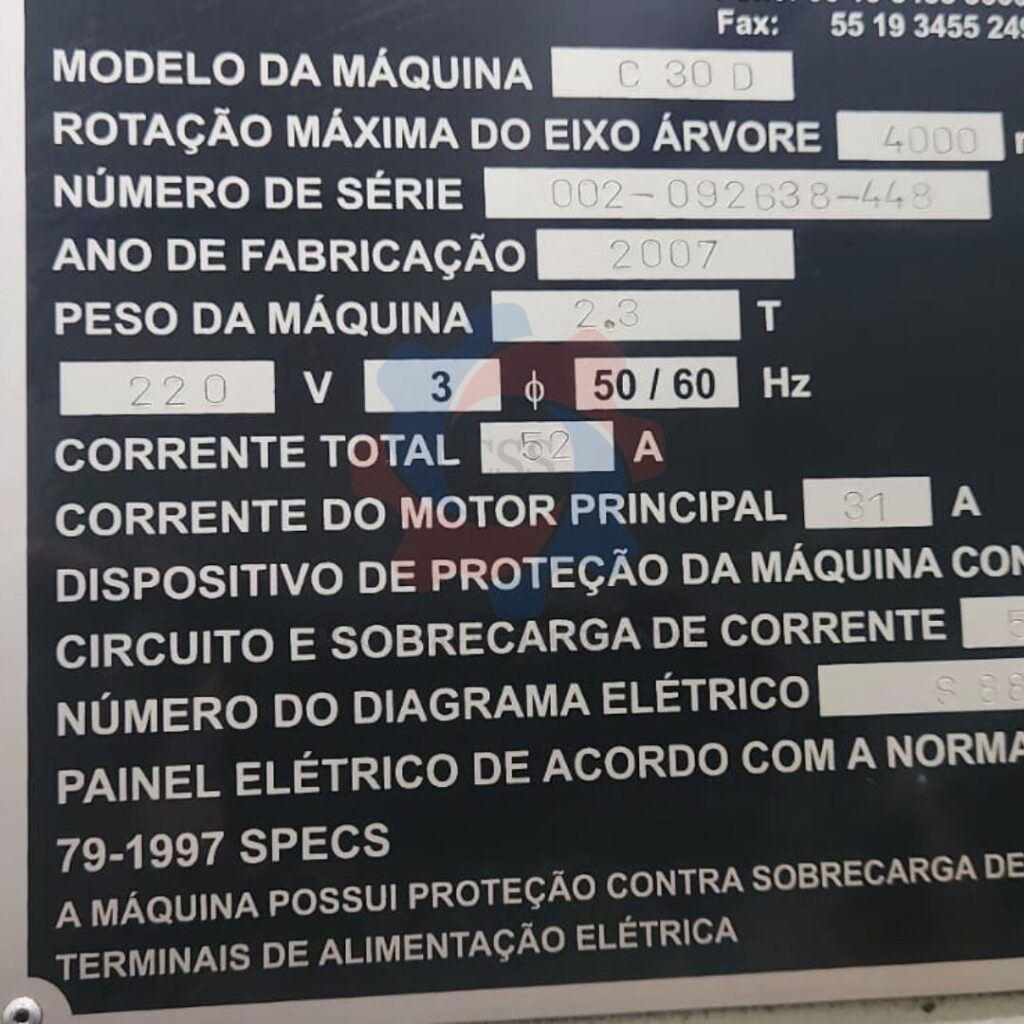 Fax: 55 19 3455 249
MODELO DA MÁQUINA C 30 D
ROTAÇÃO MÁXIMA DO EIXO ÁRVORE 4000
NÚMERO DE SÉRIE 002-092638-448
ANO DE FABRICAÇÃO 2007
PESO DA MÁQUINA 2.3 T
220 V 3 ϕ 50 / 60 Hz
CORRENTE TOTAL 52 A
CORRENTE DO MOTOR PRINCIPAL 31 A
DISPOSITIVO DE PROTEÇÃO DA MÁQUINA CON
CIRCUITO E SOBRECARGA DE CORRENTE 5
NÚMERO DO DIAGRAMA ELÉTRICO S 88
PAINEL ELÉTRICO DE ACORDO COM A NORMA
79-1997 SPECS
A MÁQUINA POSSUI PROTEÇÃO CONTRA SOBRECARGA DE
TERMINAIS DE ALIMENTAÇÃO ELÉTRICA